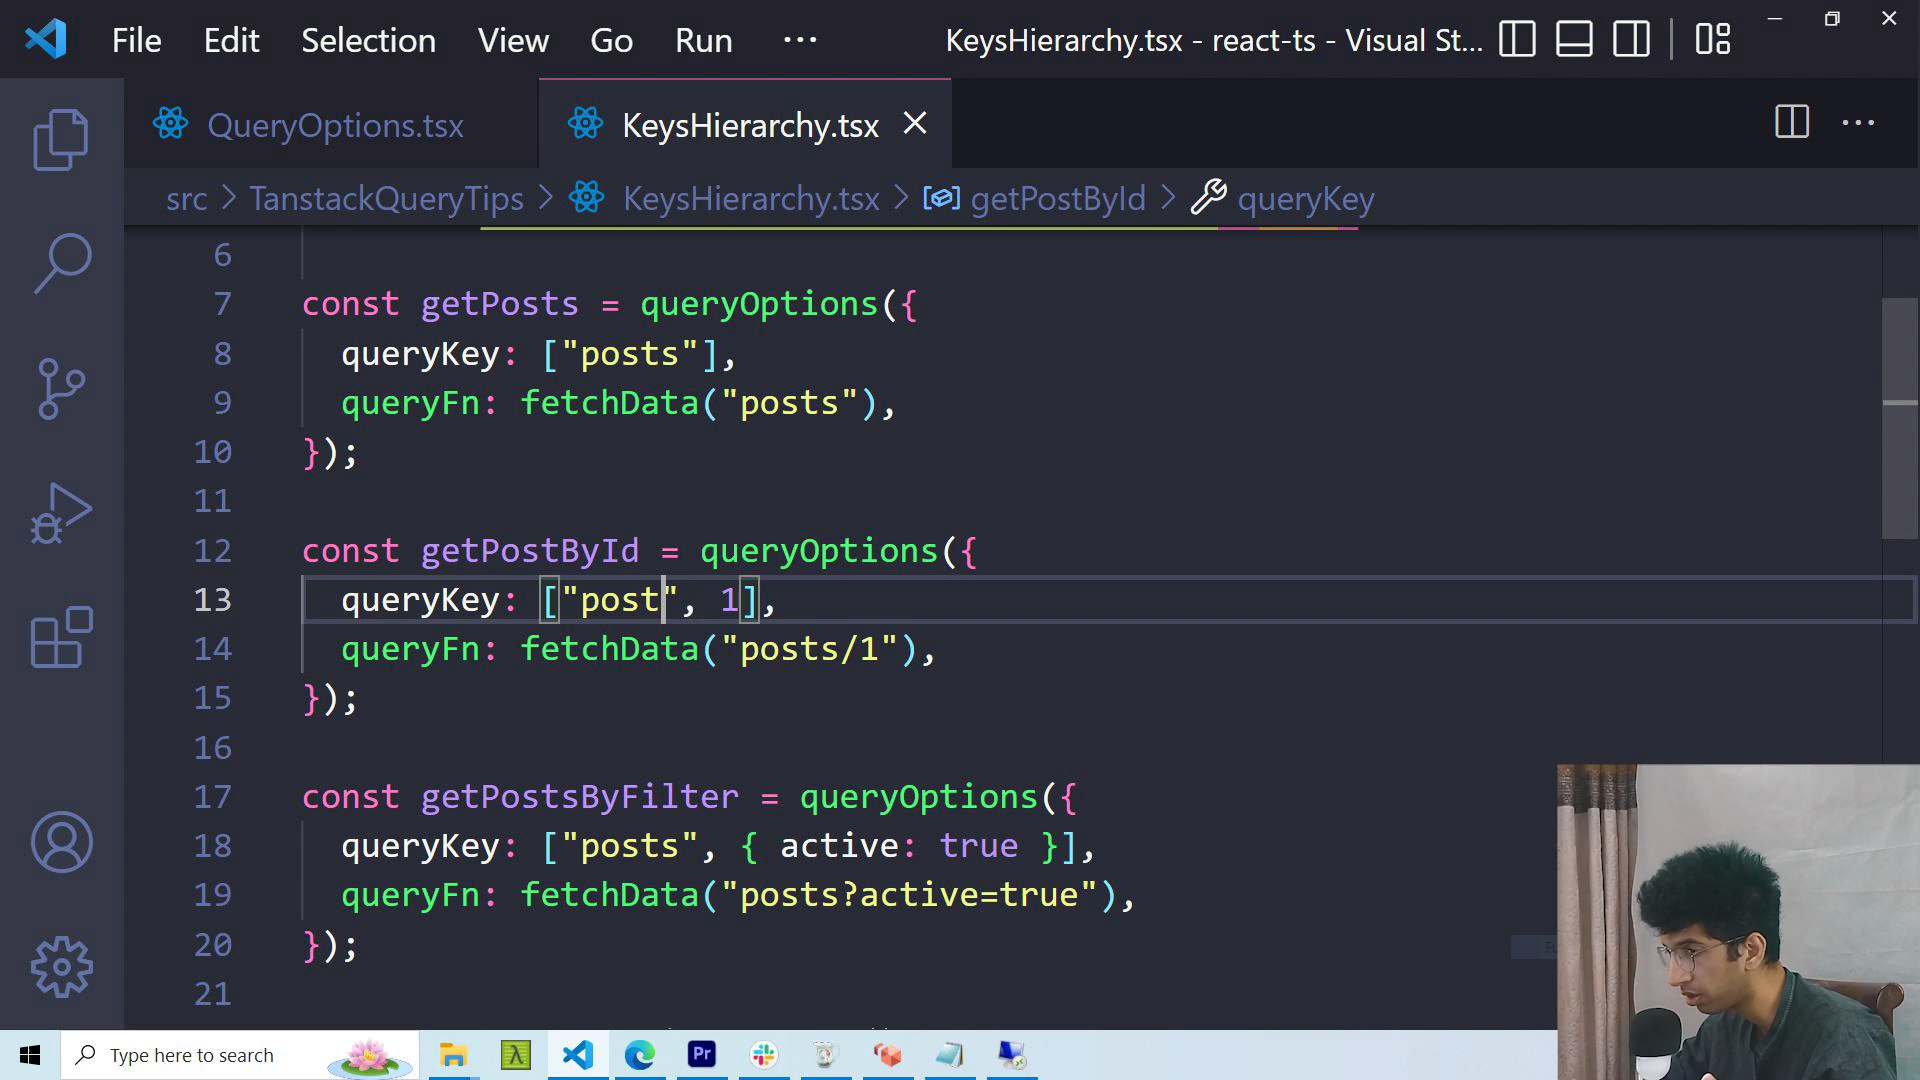 File Edit Selection View Go Run ··· KeysHierarchy.tsx - react-ts - Visual St...
QueryOptions.tsx KeysHierarchy.tsx
src > TanstackQueryTips > KeysHierarchy.tsx > getPostById > queryKey
6
7 const getPosts = queryOptions({
8 queryKey: ["posts"],
9 queryFn: fetchData("posts"),
10 });
11
12 const getPostById = queryOptions({
13 queryKey: ["post", 1],
14 queryFn: fetchData("posts/1"),
15 });
16
17 const getPostsByFilter = queryOptions({
18 queryKey: ["posts", { active: true }],
19 queryFn: fetchData("posts?active=true"),
20 });
21
Type here to search
Pr